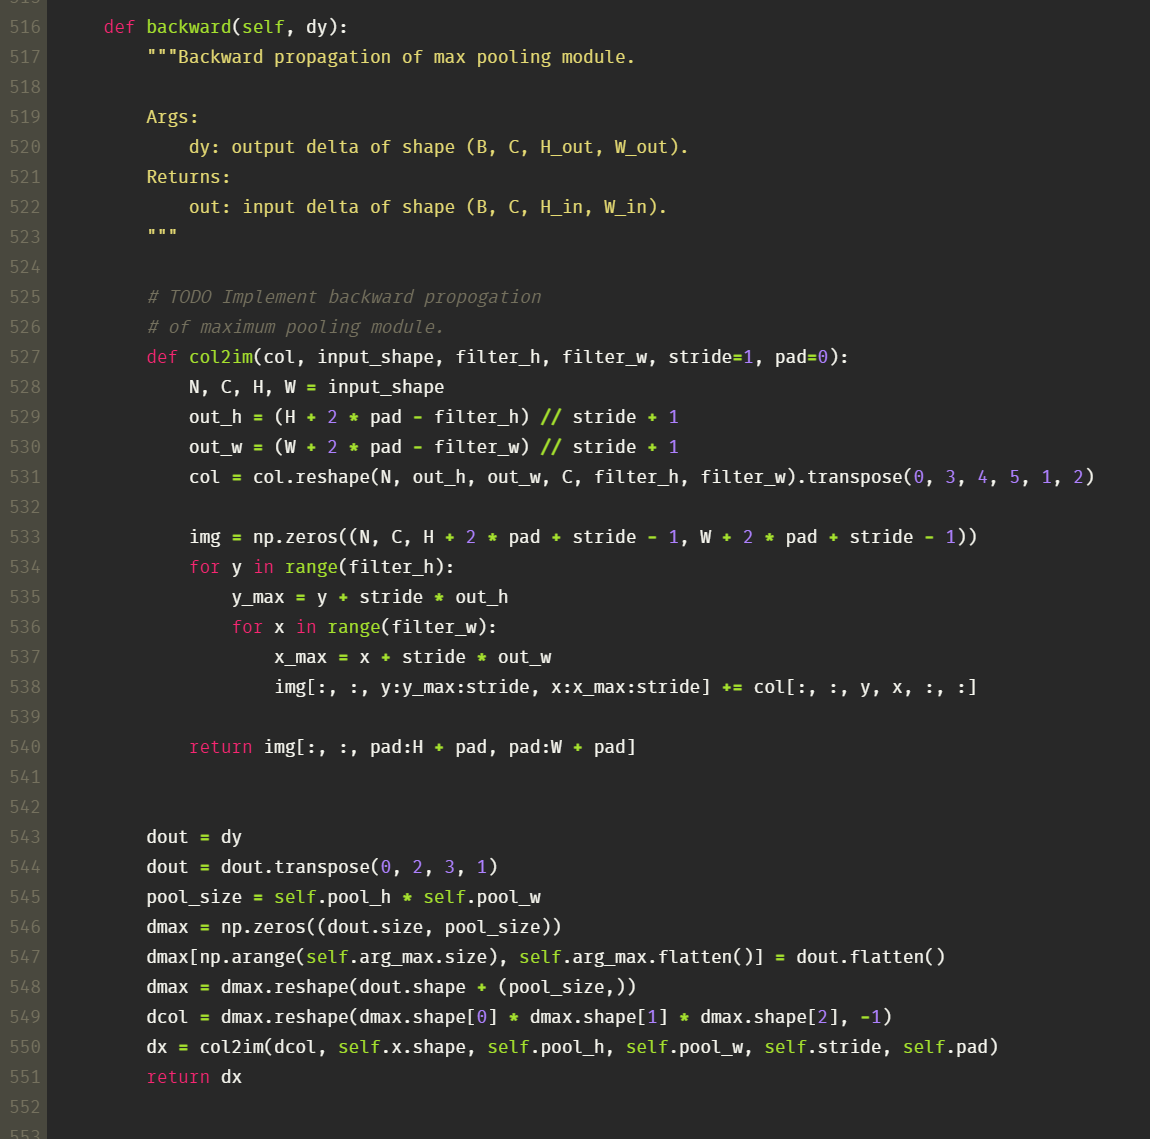 516     def backward(self, dy):
517         """Backward propagation of max pooling module.
518
519         Args:
520             dy: output delta of shape (B, C, H_out, W_out).
521         Returns:
522             out: input delta of shape (B, C, H_in, W_in).
523         """
524
525         # TODO Implement backward propogation
526         # of maximum pooling module.
527         def col2im(col, input_shape, filter_h, filter_w, stride=1, pad=0):
528             N, C, H, W = input_shape
529             out_h = (H + 2 * pad - filter_h) // stride + 1
530             out_w = (W + 2 * pad - filter_w) // stride + 1
531             col = col.reshape(N, out_h, out_w, C, filter_h, filter_w).transpose(0, 3, 4, 5, 1, 2)
532
533             img = np.zeros((N, C, H + 2 * pad + stride - 1, W + 2 * pad + stride - 1))
534             for y in range(filter_h):
535                 y_max = y + stride * out_h
536                 for x in range(filter_w):
537                     x_max = x + stride * out_w
538                     img[:, :, y:y_max:stride, x:x_max:stride] += col[:, :, y, x, :, :]
539
540             return img[:, :, pad:H + pad, pad:W + pad]
541
542
543         dout = dy
544         dout = dout.transpose(0, 2, 3, 1)
545         pool_size = self.pool_h * self.pool_w
546         dmax = np.zeros((dout.size, pool_size))
547         dmax[np.arange(self.arg_max.size), self.arg_max.flatten()] = dout.flatten()
548         dmax = dmax.reshape(dout.shape + (pool_size,))
549         dcol = dmax.reshape(dmax.shape[0] * dmax.shape[1] * dmax.shape[2], -1)
550         dx = col2im(dcol, self.x.shape, self.pool_h, self.pool_w, self.stride, self.pad)
551         return dx
552